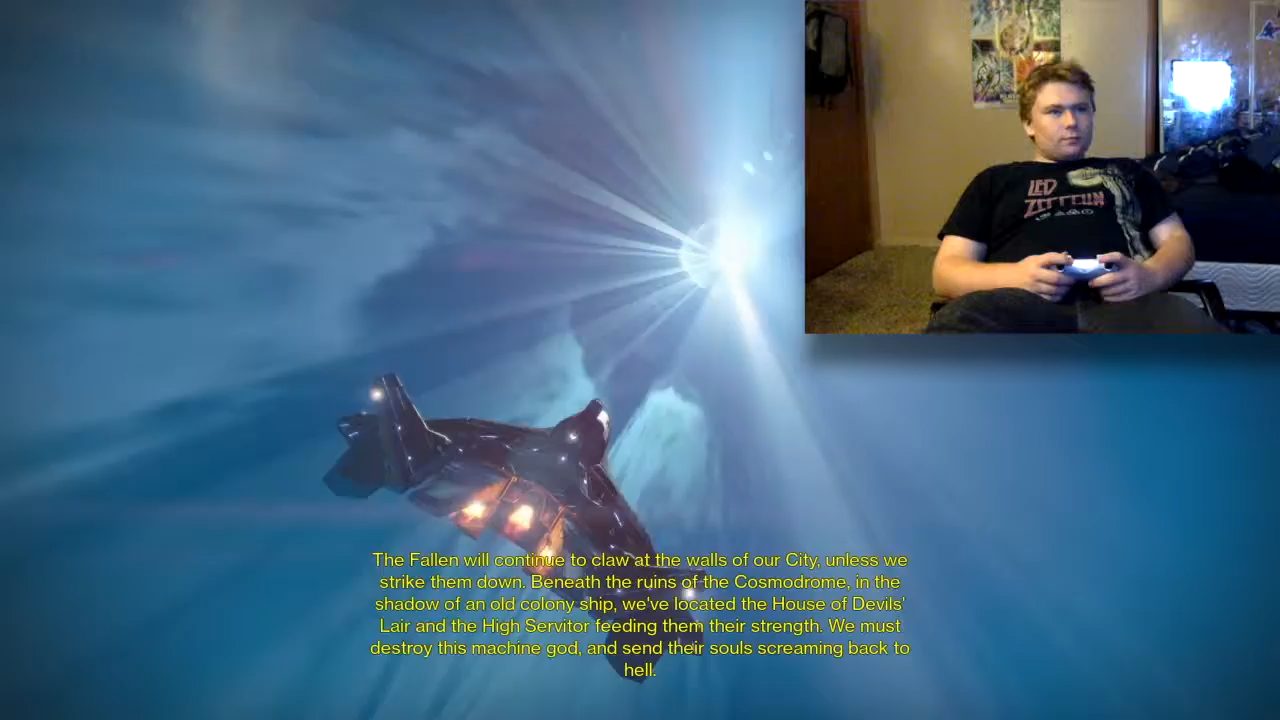 LED
ZEPPELIN
The Fallen will continue to claw at the walls of our City, unless we
strike them down. Beneath the ruins of the Cosmodrome, in the
shadow of an old colony ship, we've located the House of Devils'
Lair and the High Servitor feeding them their strength. We must
destroy this machine god, and send their souls screaming back to
hell.